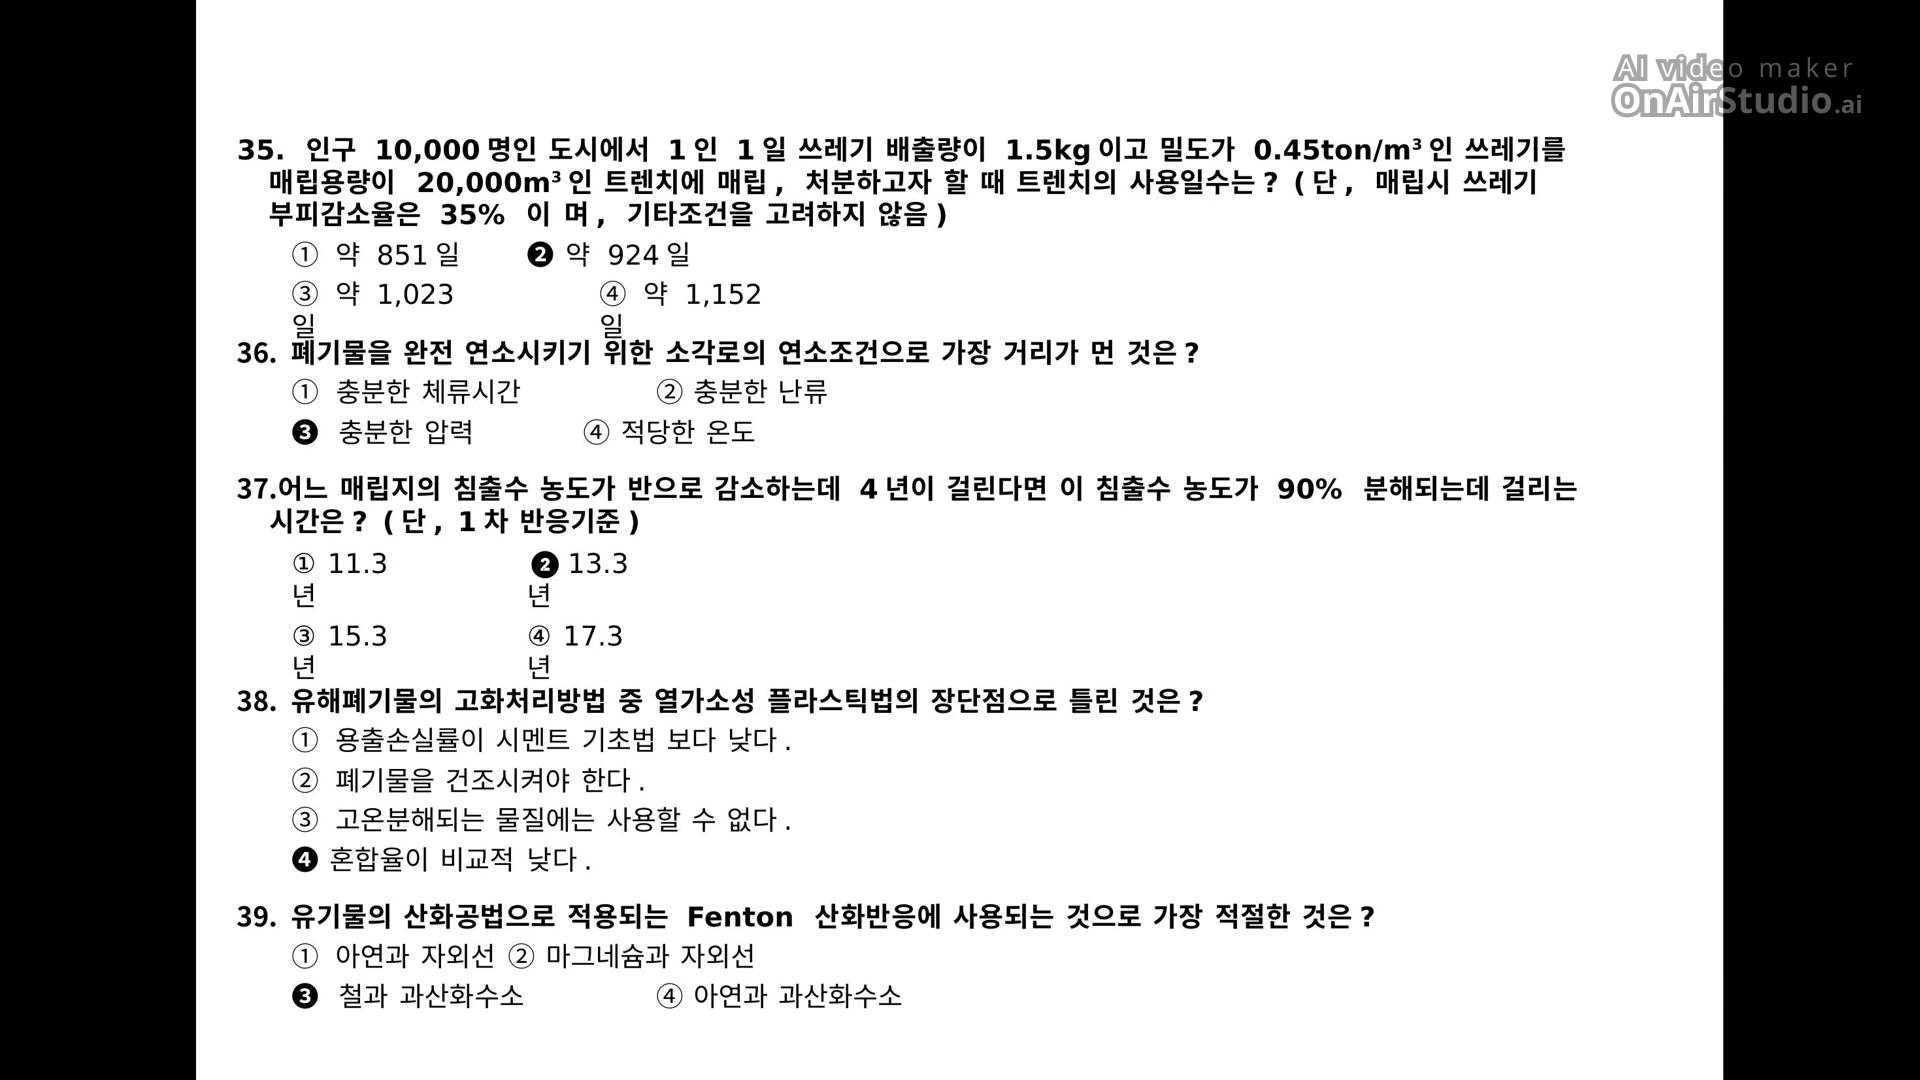 AI video maker
OnAirStudio.ai
35. 인구 10,000명인 도시에서 1인 1일 쓰레기 배출량이 1.5kg이고 밀도가 0.45ton/m³인 쓰레기를
매립용량이 20,000m³인 트렌치에 매립, 처분하고자 할 때 트렌치의 사용일수는? (단, 매립시 쓰레기
부피감소율은 35% 이 며, 기타조건을 고려하지 않음)
① 약 851일 ❷ 약 924일
③ 약 1,023일 ④ 약 1,152일
36. 폐기물을 완전 연소시키기 위한 소각로의 연소조건으로 가장 거리가 먼 것은?
① 충분한 체류시간 ② 충분한 난류
❸ 충분한 압력 ④ 적당한 온도
37.어느 매립지의 침출수 농도가 반으로 감소하는데 4년이 걸린다면 이 침출수 농도가 90% 분해되는데 걸리는
시간은? (단, 1차 반응기준)
① 11.3년 ❷ 13.3년
③ 15.3년 ④ 17.3년
38. 유해폐기물의 고화처리방법 중 열가소성 플라스틱법의 장단점으로 틀린 것은?
① 용출손실률이 시멘트 기초법 보다 낮다.
② 폐기물을 건조시켜야 한다.
③ 고온분해되는 물질에는 사용할 수 없다.
❹ 혼합율이 비교적 낮다.
39. 유기물의 산화공법으로 적용되는 Fenton 산화반응에 사용되는 것으로 가장 적절한 것은?
① 아연과 자외선 ② 마그네슘과 자외선
❸ 철과 과산화수소 ④ 아연과 과산화수소